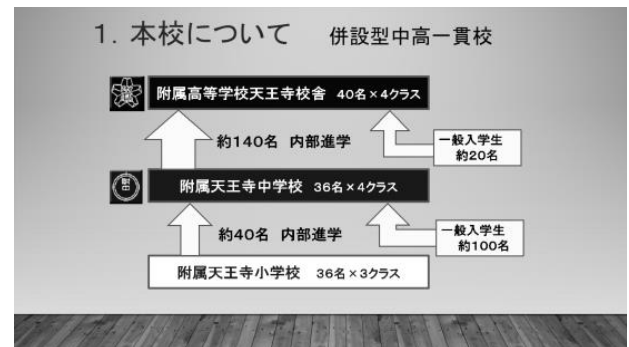 1. 本校について 併設型中高一貫校
附属高等学校天王寺校舎 40名×4クラス
約140名 内部進学
一般入学生
約20名
附属天王寺中学校 36名×4クラス
約40名 内部進学
一般入学生
約100名
附属天王寺小学校 36名×3クラス